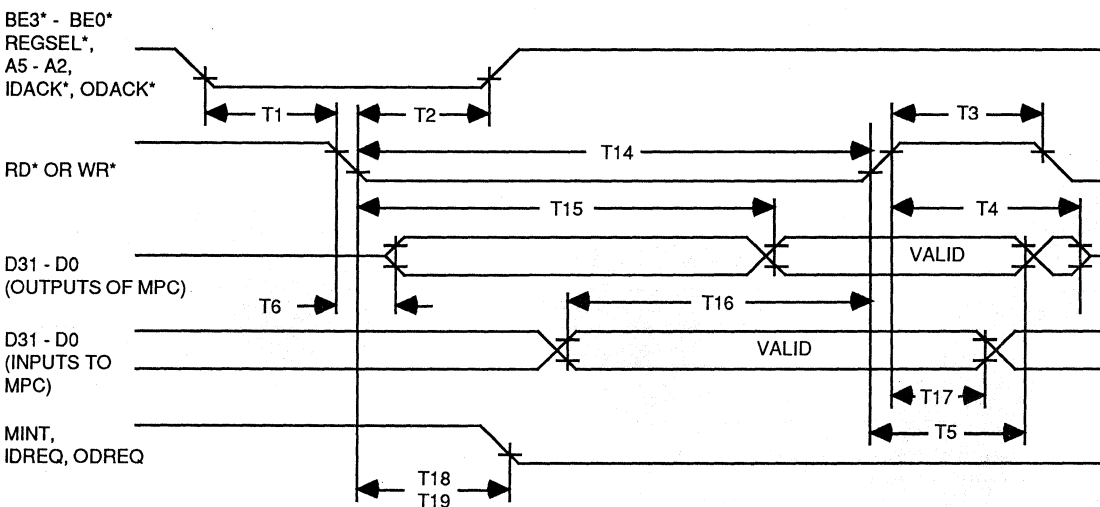 BE3* - BE0*
REGSEL*,
A5 - A2,
IDACK*, ODACK*
T1
T2
T3
RD* OR WR*
T14
T15
T4
D31 - D0
(OUTPUTS OF MPC)
VALID
T6
T16
D31 - D0
(INPUTS TO
MPC)
VALID
T17
T5
MINT,
IDREQ, ODREQ
T18
T19